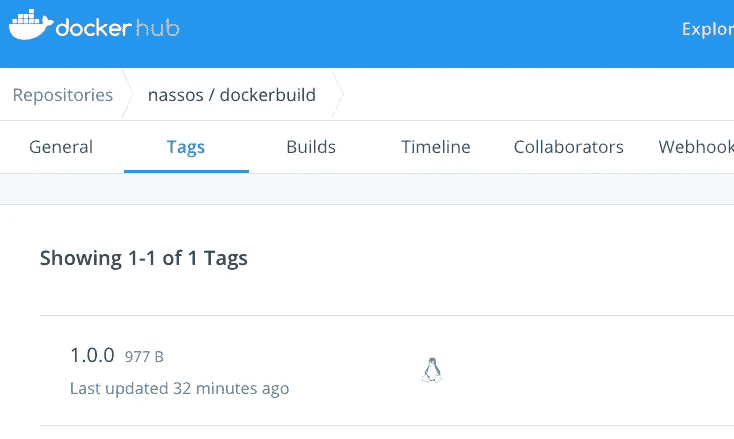 docker hub
Explor
Repositories nassos / dockerbuild
General Tags Builds Timeline Collaborators Webhook
Showing 1-1 of 1 Tags
1.0.0 977 B
Last updated 32 minutes ago